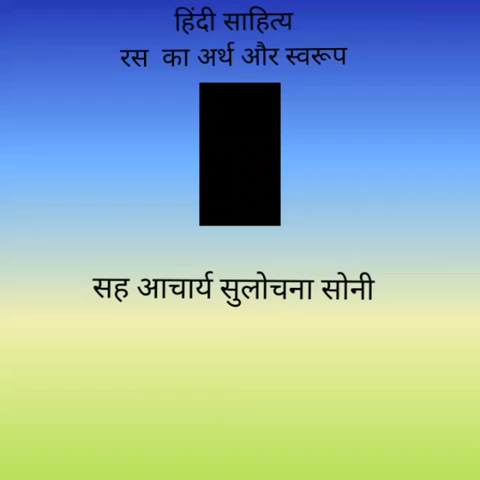 हिंदी साहित्य
रस का अर्थ और स्वरूप
सह आचार्य सुलोचना सोनी